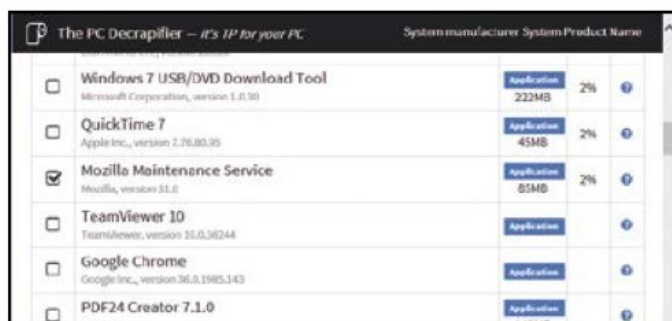 The PC Decrapifier – it's TP for your PC
System manufacturer System Product Name
Windows 7 USB/DVD Download Tool
Microsoft Corporation, version 1.0.30
Application
222MB
2%
QuickTime 7
Apple Inc., version 7.76.80.95
Application
45MB
2%
Mozilla Maintenance Service
Mozilla, version 31.0
Application
85MB
2%
TeamViewer 10
TeamViewer, version 10.0.36244
Application
Google Chrome
Google Inc., version 36.0.1985.143
Application
PDF24 Creator 7.1.0
Application